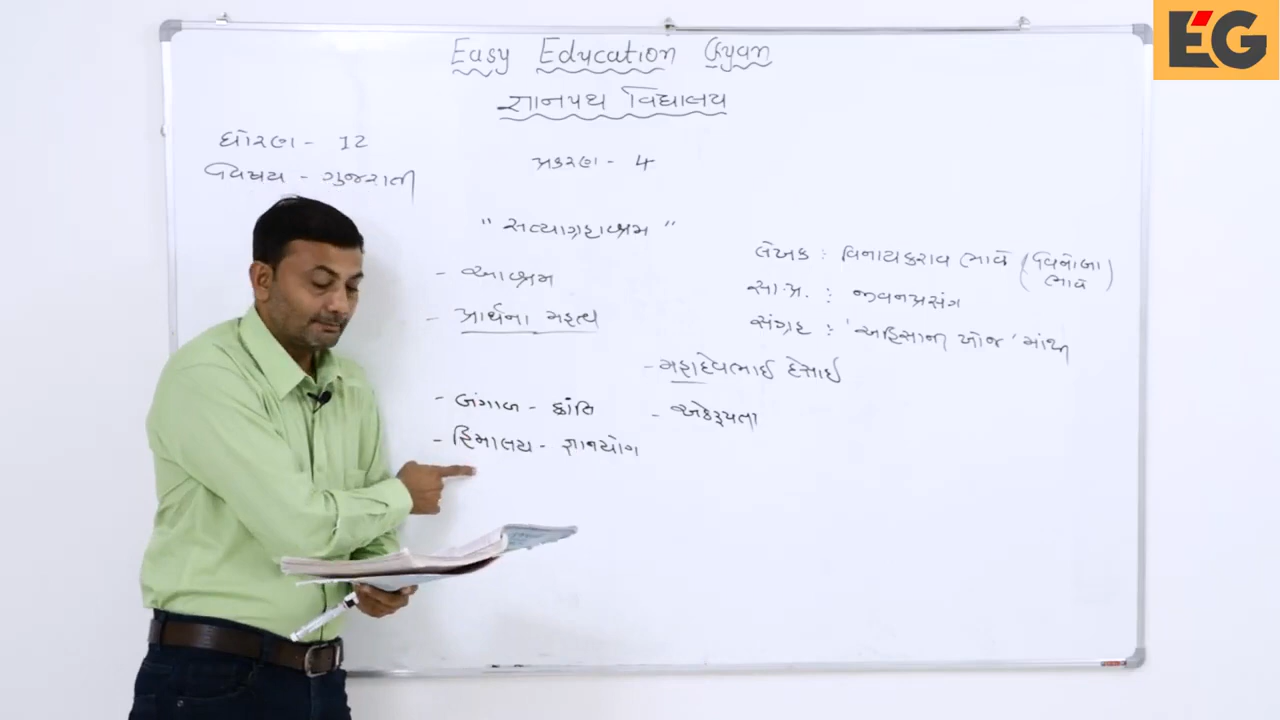 EG
Easy Education Gyan
જ્ઞાનપથ વિદ્યાલય
ધોરણ - 12
વિષય - ગુજરાતી
પ્રકરણ - 4
" સત્યાગ્રહાશ્રમ "
લેખક : વિનાયકરાવ ભાવે (વિનોબા ભાવે)
- આશ્રમ
સા.પ્ર. : જીવનપ્રસંગ
- પ્રાર્થના મહત્વ
સંગ્રહ : 'અહિંસાની ખોજ' માંથી
- મહાદેવભાઈ દેસાઈ
- બંગાળ - ક્રાંતિ
- એકરૂપતા
- હિમાલય - જ્ઞાનયોગ